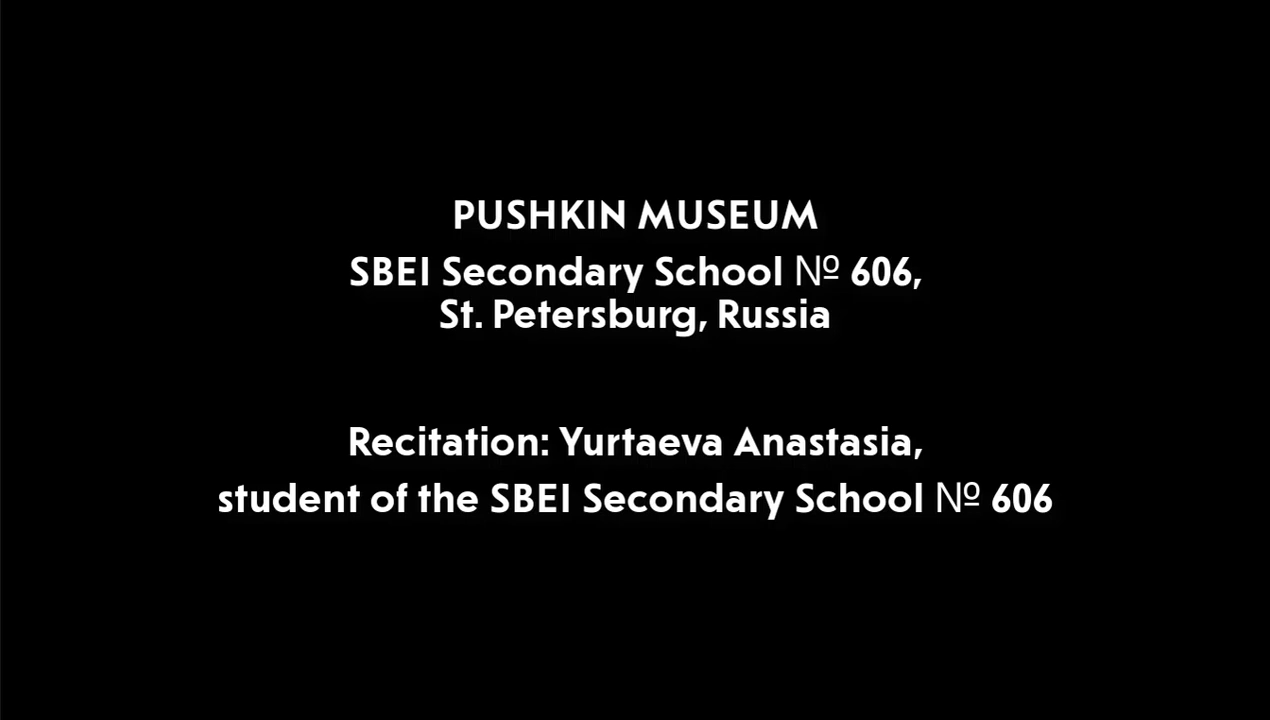 PUSHKIN MUSEUM
SBEI Secondary School № 606,
St. Petersburg, Russia
Recitation: Yurtaeva Anastasia,
student of the SBEI Secondary School № 606